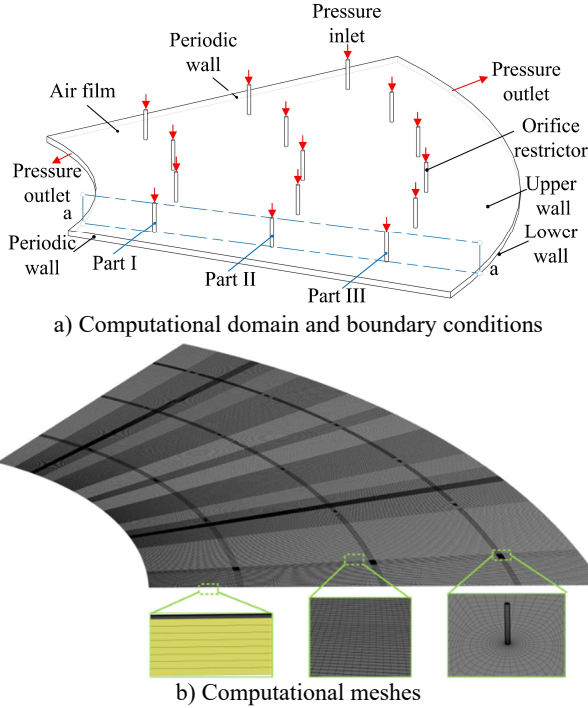 Pressure
inlet
Periodic
wall
Air film
Pressure
outlet
Orifice
restrictor
Pressure
outlet
Upper
wall
a
Periodic
wall
Lower
wall
a
Part I
Part II
Part III
a) Computational domain and boundary conditions
b) Computational meshes